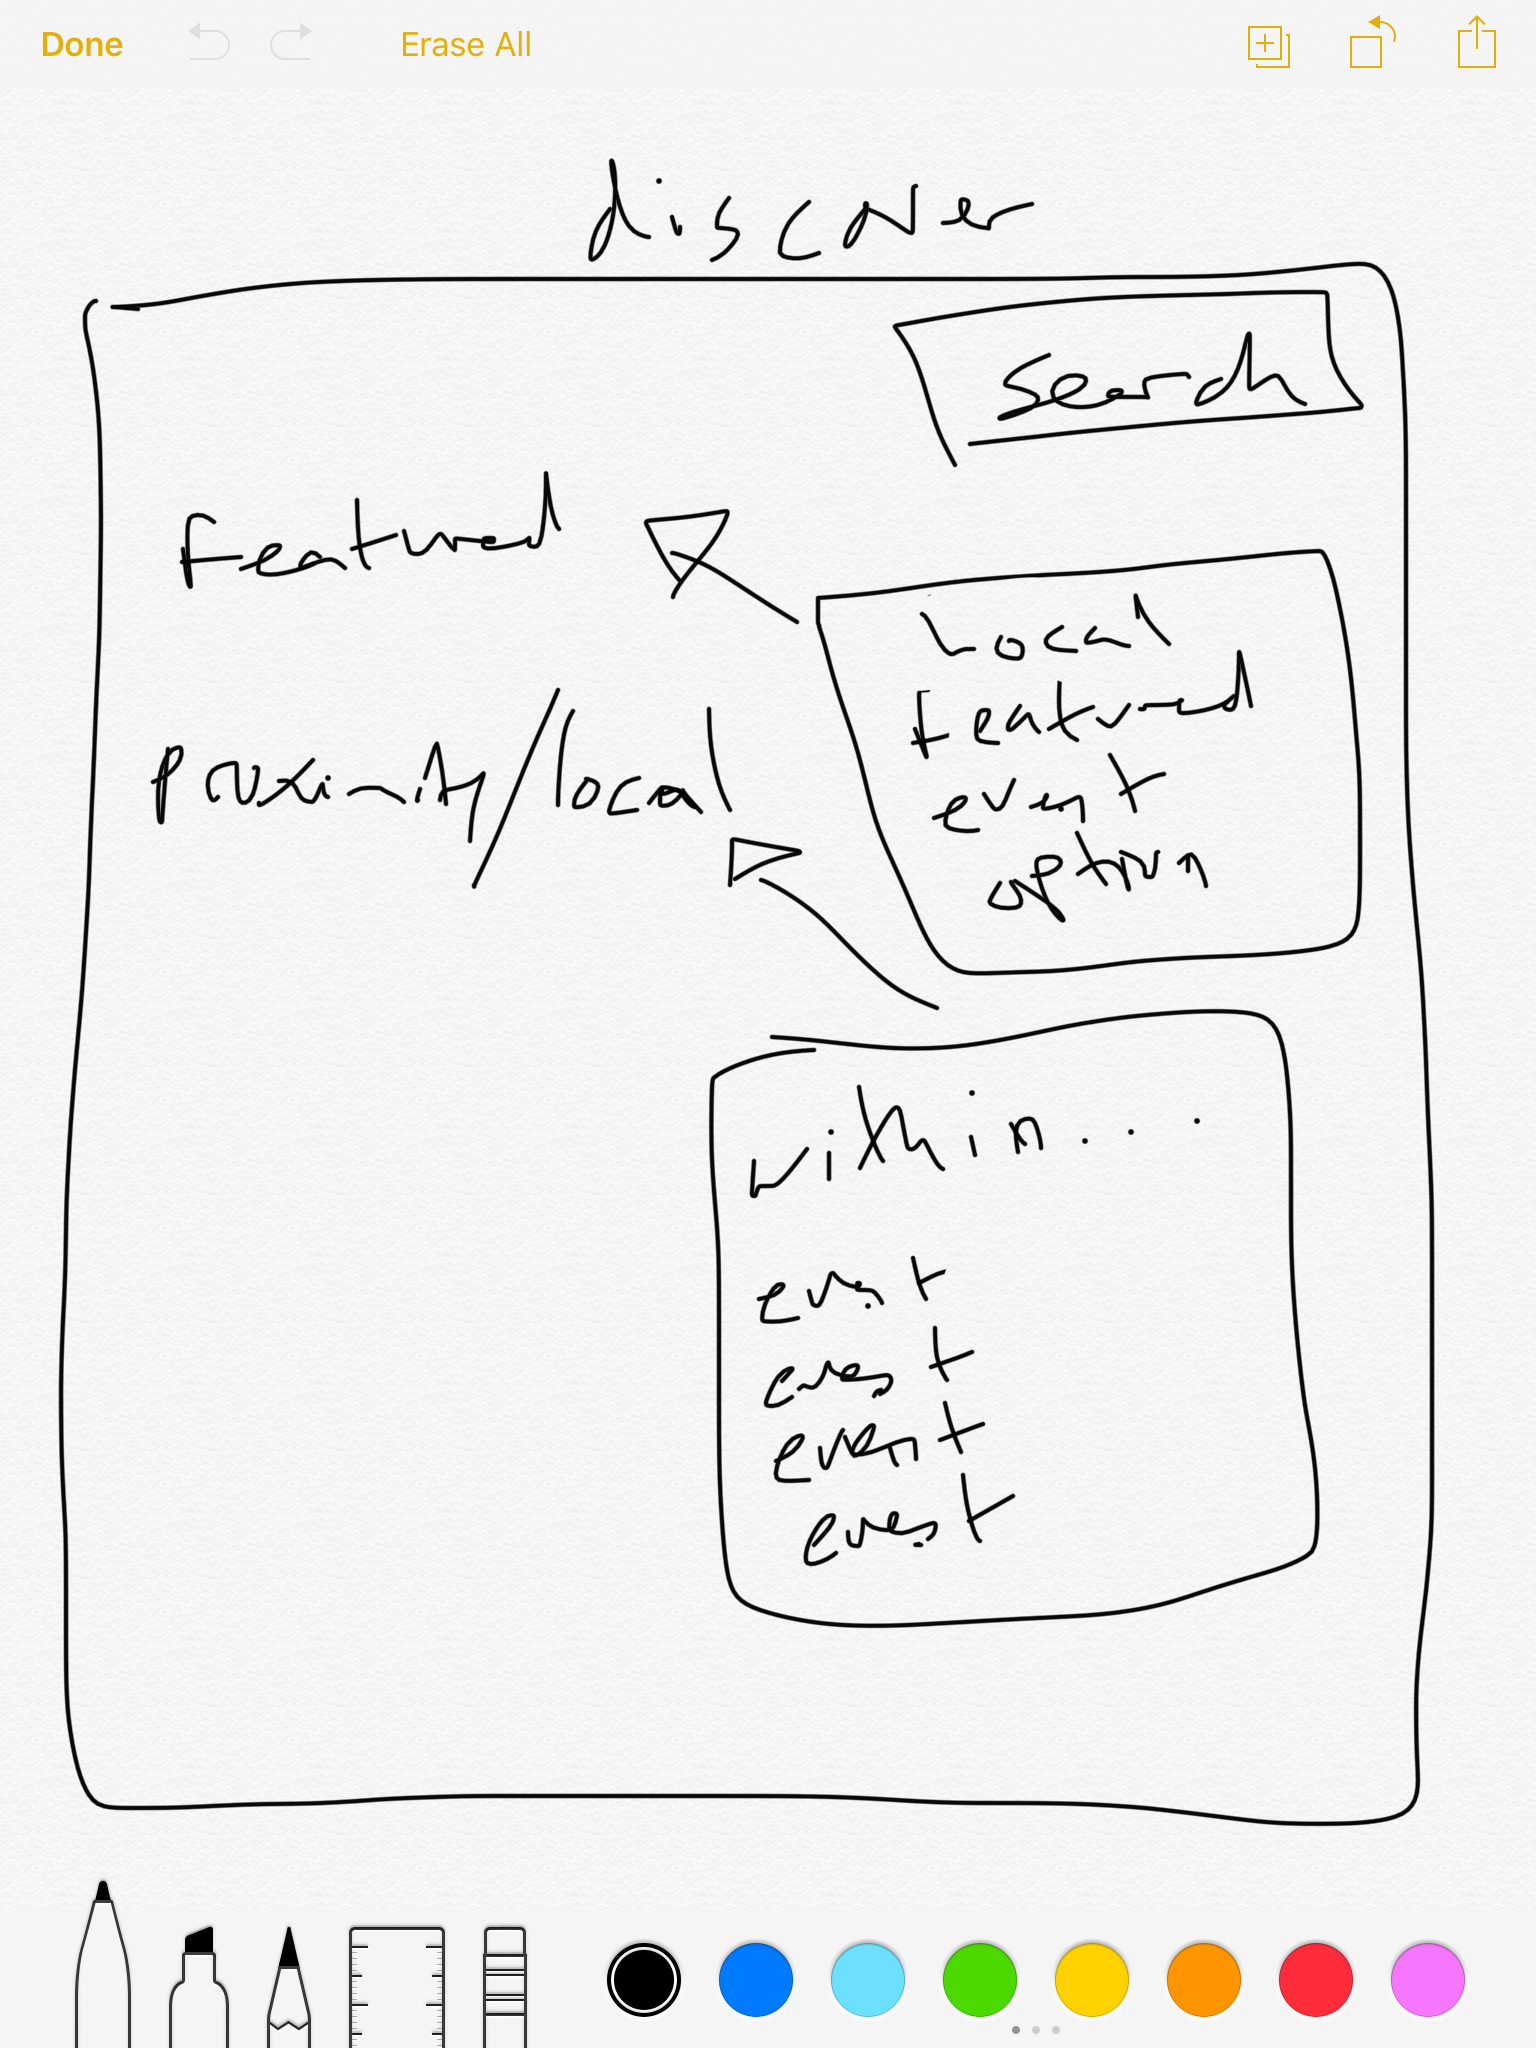 Done
Erase All
discover
search
Featured
Local
Featured
event
option
Proximity/local
within...
event
event
event
event